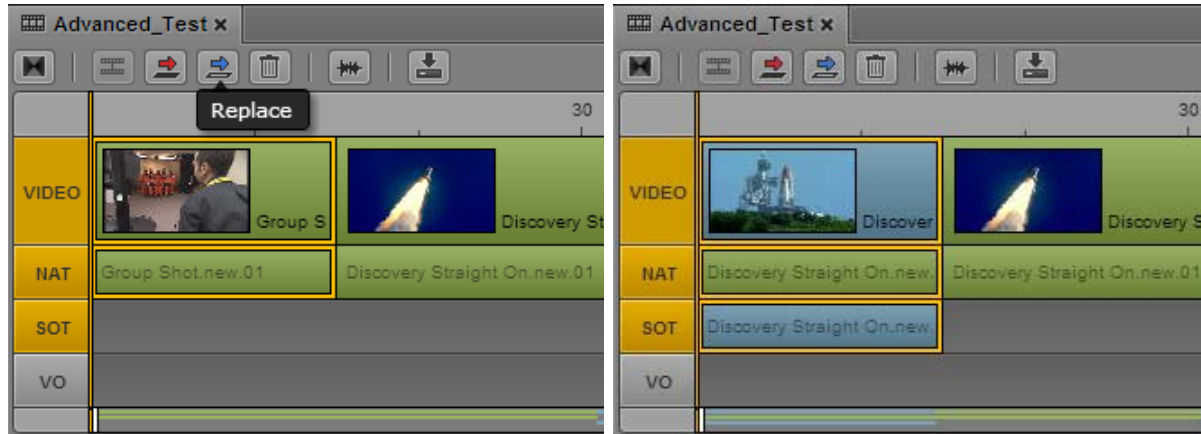 Advanced_Test ×
Replace
30
VIDEO
Group S
Discovery St
NAT
Group Shot.new.01
Discovery Straight On.new.01
SOT
VO
Advanced_Test ×
30
VIDEO
Discover
Discovery S
NAT
Discovery Straight On.new.
Discovery Straight On.new.01
SOT
Discovery Straight On.new.
VO